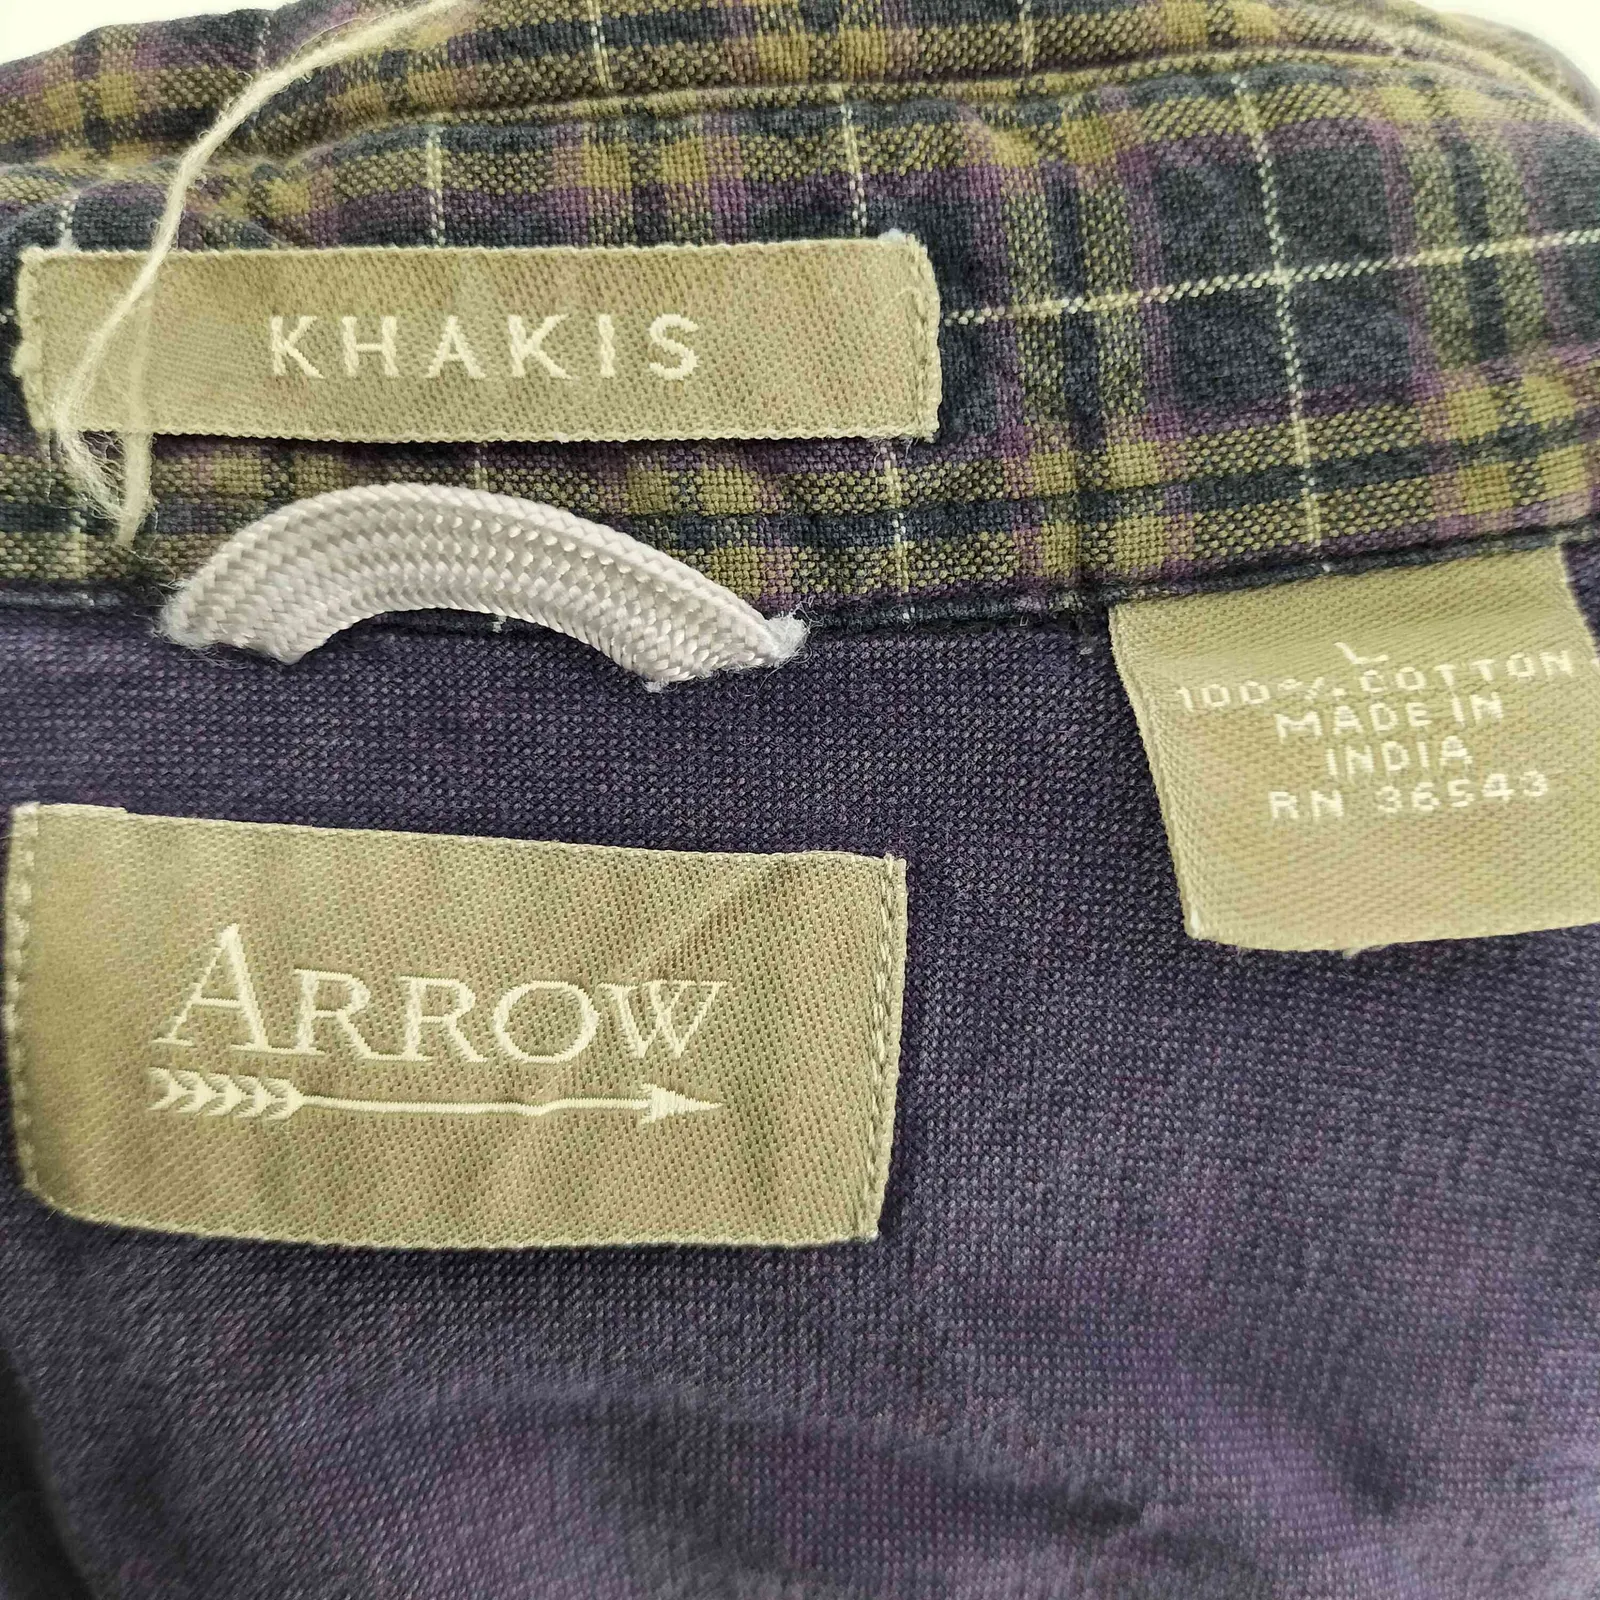 KHAKIS
L
100% COTTON
MADE IN
INDIA
RN 36543
ARROW